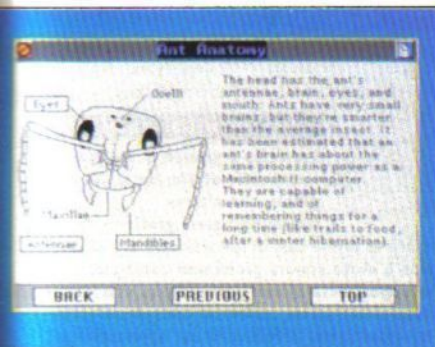 Ant Anatomy
The head has the ant's
antennae, brain, eyes, and
mouth. Ants have very small
brains, but they're smarter
than the average insect. It
has been estimated that an
ant's brain has about the
same processing power as a
Macintosh II computer.
They are capable of
learning, and of
remembering things for a
long time (like trails to food,
after a winter hibernation).
Eyes
Ocelli
Maxillae
Antennae
Mandibles
BACK
PREVIOUS
TOP